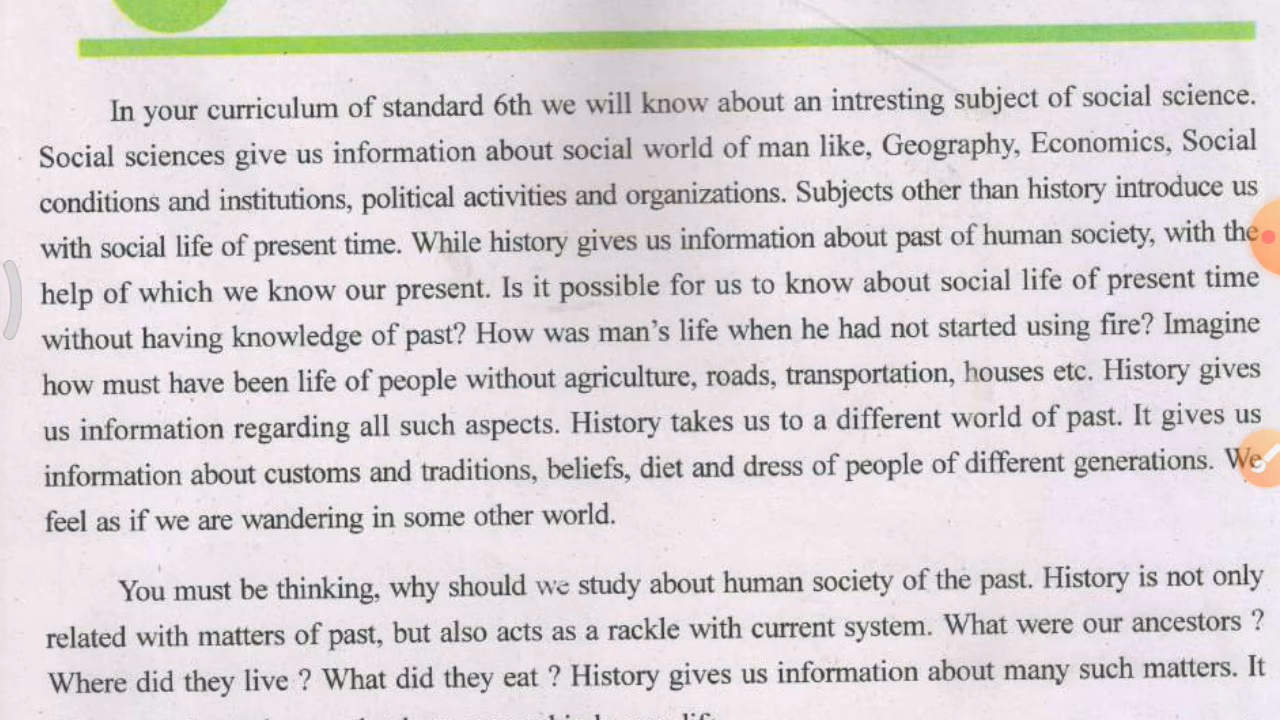 In your curriculum of standard 6th we will know about an intresting subject of social science.
Social sciences give us information about social world of man like, Geography, Economics, Social
conditions and institutions, political activities and organizations. Subjects other than history introduce us
with social life of present time. While history gives us information about past of human society, with the
help of which we know our present. Is it possible for us to know about social life of present time
without having knowledge of past? How was man's life when he had not started using fire? Imagine
how must have been life of people without agriculture, roads, transportation, houses etc. History gives
us information regarding all such aspects. History takes us to a different world of past. It gives us
information about customs and traditions, beliefs, diet and dress of people of different generations. We
feel as if we are wandering in some other world.
You must be thinking, why should we study about human society of the past. History is not only
related with matters of past, but also acts as a rackle with current system. What were our ancestors ?
Where did they live ? What did they eat ? History gives us information about many such matters. It